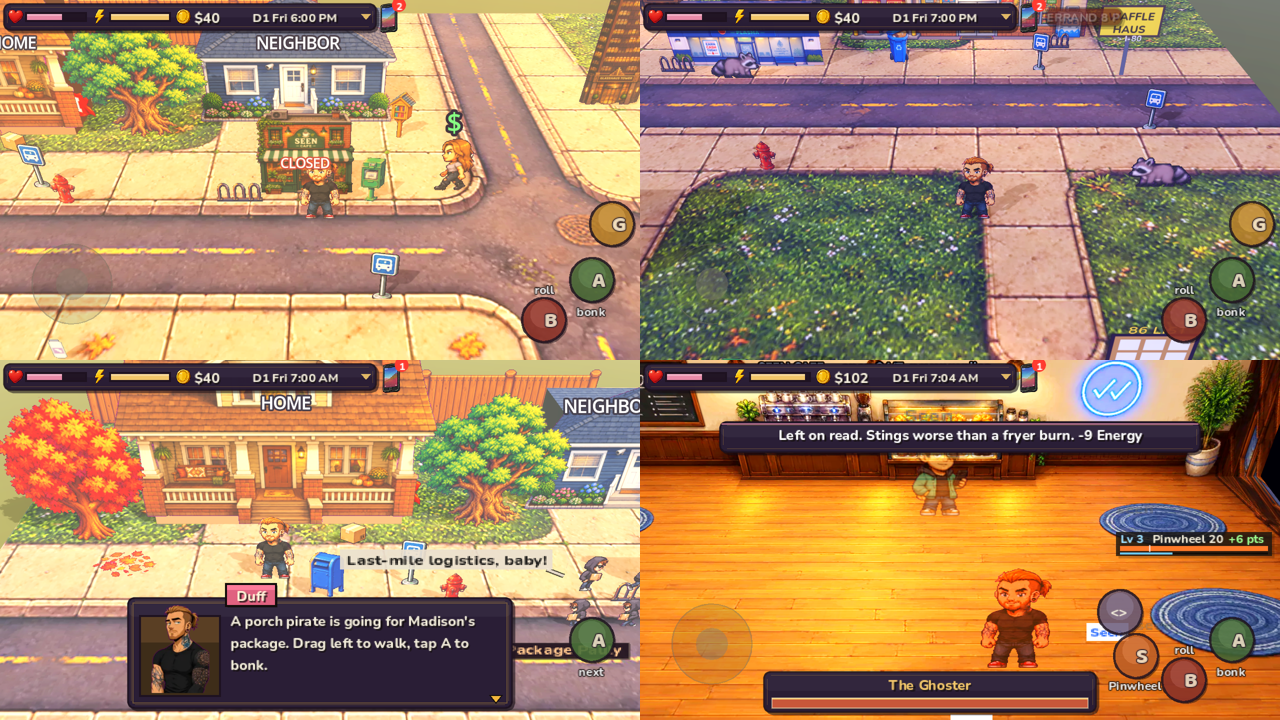 $40
D1 Fri 6:00 PM
2
NEIGHBOR
$
SEEN
CLOSED
G
A
roll
B
bonk
$40
D1 Fri 7:00 PM
2
ERRAND 8
WAFFLE
HAUS
G
A
roll
B
bonk
86 L
$40
D1 Fri 7:00 AM
1
HOME
NEIGHBO
Last-mile logistics, baby!
Duff
A porch pirate is going for Madison's
package. Drag left to walk, tap A to
bonk.
A
next
$102
D1 Fri 7:04 AM
1
Left on read. Stings worse than a fryer burn. -9 Energy
Lv 3 Pinwheel 20 +6 pts
<>
See
S
A
roll
Pinwheel
B
bonk
The Ghoster